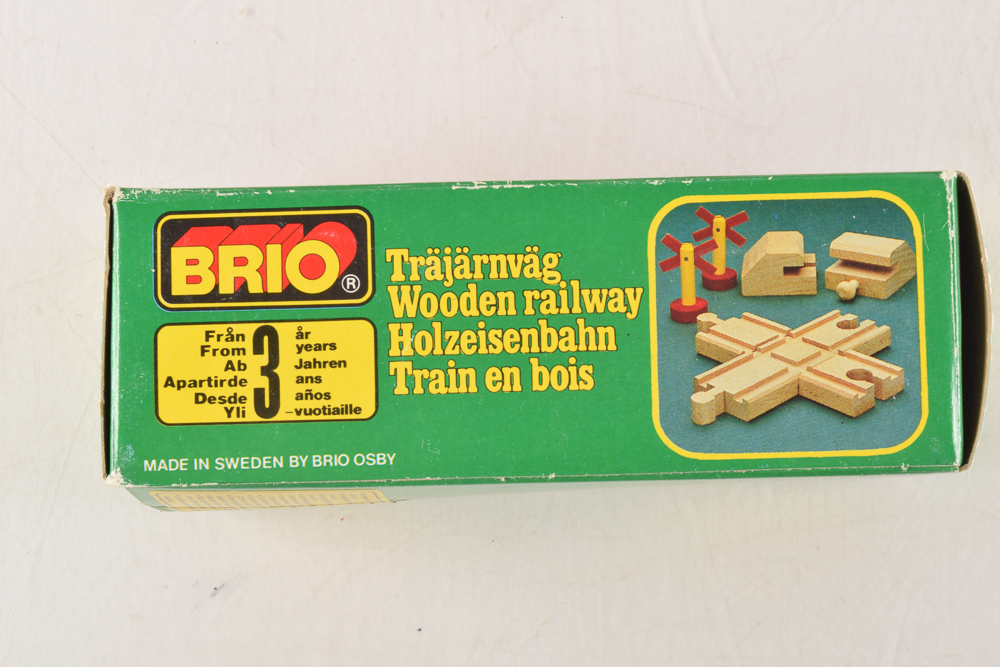 BRIO ®
Träjärnväg
Wooden railway
Holzeisenbahn
Train en bois
Från 3 år
From years
Ab Jahren
Apartirde ans
Desde años
Yli -vuotiaille
MADE IN SWEDEN BY BRIO OSBY